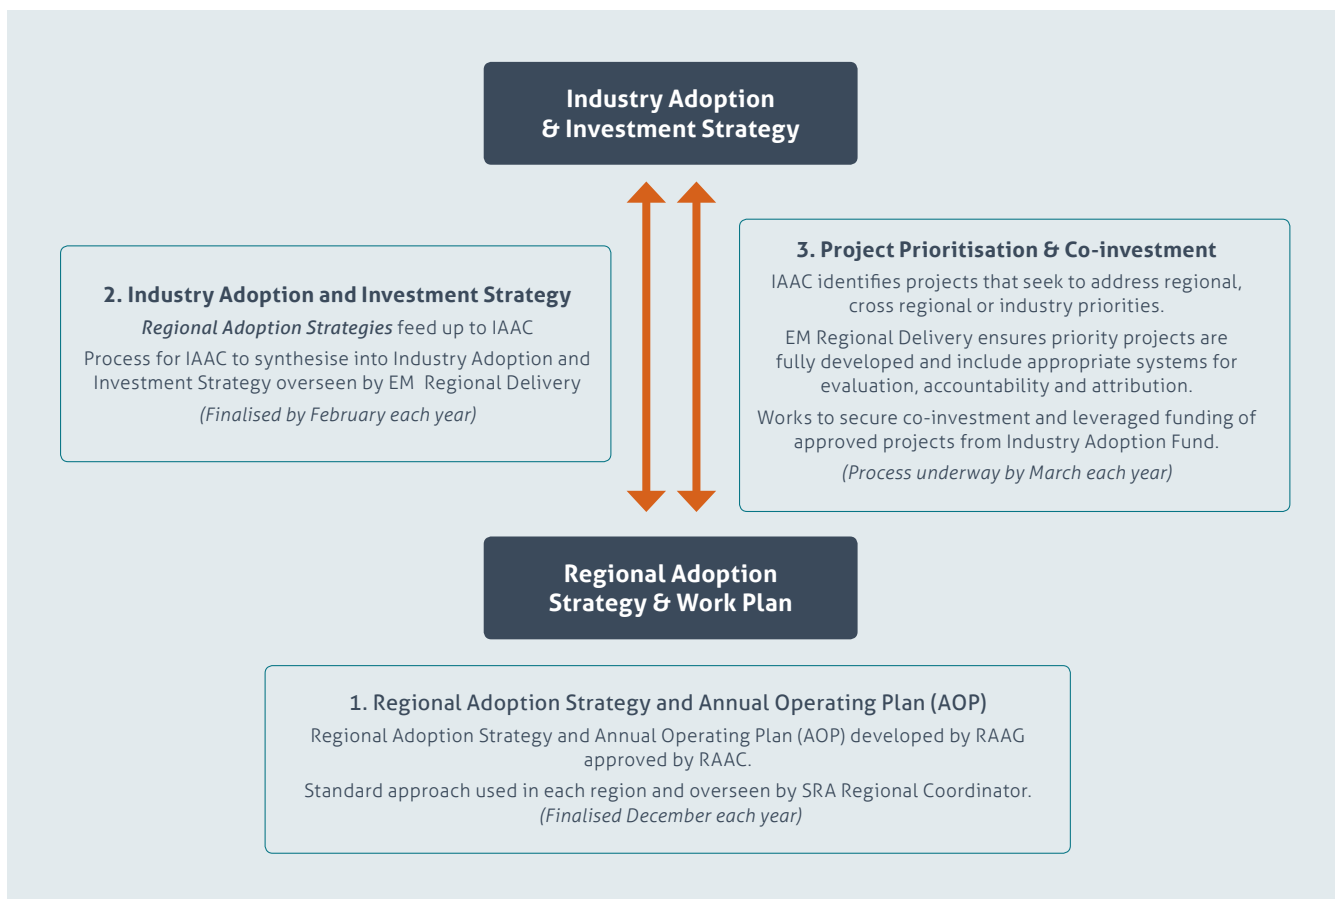 Industry Adoption
& Investment Strategy
2. Industry Adoption and Investment Strategy
Regional Adoption Strategies feed up to IAAC
Process for IAAC to synthesise into Industry Adoption and
Investment Strategy overseen by EM Regional Delivery
(Finalised by February each year)
3. Project Prioritisation & Co-investment
IAAC identifies projects that seek to address regional,
cross regional or industry priorities.
EM Regional Delivery ensures priority projects are
fully developed and include appropriate systems for
evaluation, accountability and attribution.
Works to secure co-investment and leveraged funding of
approved projects from Industry Adoption Fund.
(Process underway by March each year)
Regional Adoption
Strategy & Work Plan
1. Regional Adoption Strategy and Annual Operating Plan (AOP)
Regional Adoption Strategy and Annual Operating Plan (AOP) developed by RAAG
approved by RAAC.
Standard approach used in each region and overseen by SRA Regional Coordinator.
(Finalised December each year)